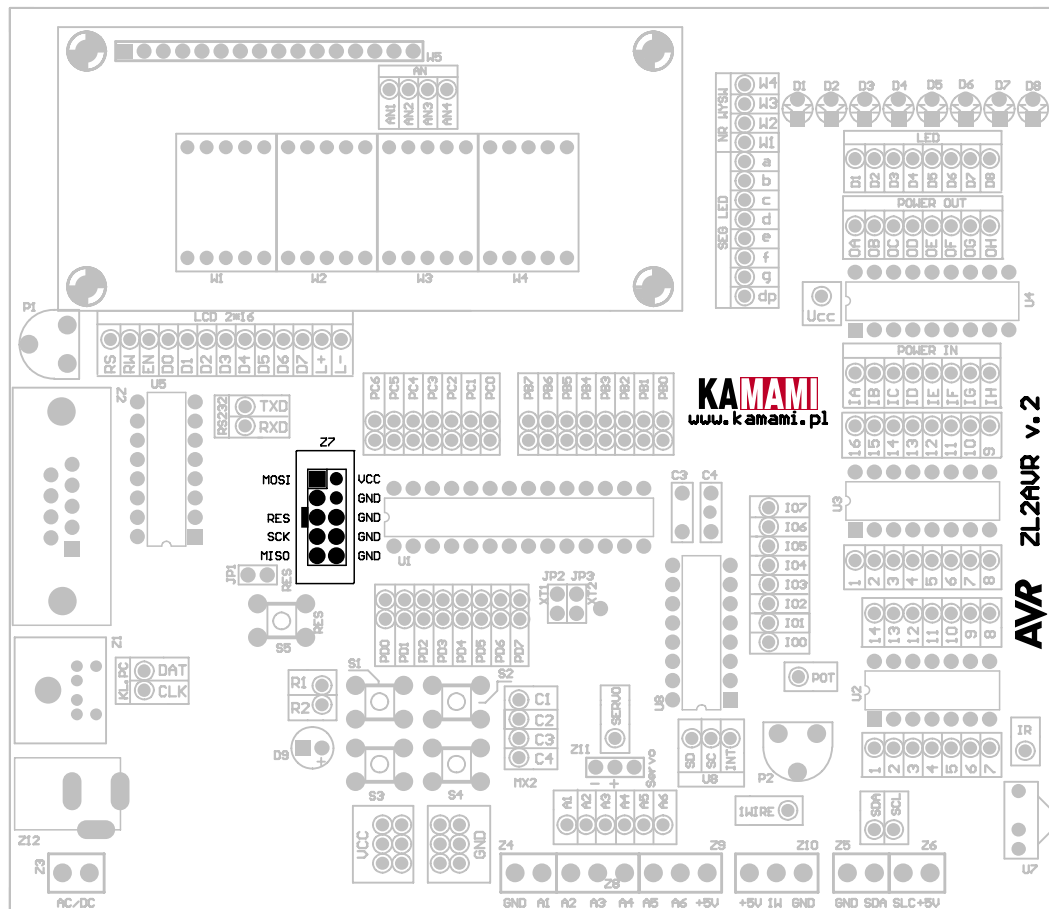 W5
AN
AN1 AN2 AN3 AN4
W1 W2 W3 W4
NR WYSW
W4
W3
W2
W1
SEG LED
a
b
c
d
e
f
g
dp
D1 D2 D3 D4 D5 D6 D7 D8
LED
D1 D2 D3 D4 D5 D6 D7 D8
POWER OUT
OA OB OC OD OE OF OG OH
Ucc
U4
P1
LCD 2*16
RS RW EN D0 D1 D2 D3 D4 D5 D6 D7 L+ L-
POWER IN
IA IB IC ID IE IF IG IH
16 15 14 13 12 11 10 9
Z2
U5
RS232
TXD
RXD
PC6 PC5 PC4 PC3 PC2 PC1 PC0
PB7 PB6 PB5 PB4 PB3 PB2 PB1 PB0
KAMAMI
www.kamami.pl
Z7
MOSI VCC
GND
RES GND
SCK GND
MISO GND
U1
C3 C4
U3
IO7
IO6
IO5
IO4
IO3
IO2
IO1
IO0
1 2 3 4 5 6 7 8
AVR ZL2AVR v.2
JP1
RES
RES
S5
JP2 JP3
XT1 XT2
PD0 PD1 PD2 PD3 PD4 PD5 PD6 PD7
14 13 12 11 10 9 8
Z1
KL.PC
DAT
CLK
R1
R2
S1
S2
C1
C2
C3
C4
MX2
SERVO
U8
POT
U2
D9
+
S3
S4
Z11
- +
Servo
SD SC INT
U8
P2
1 2 3 4 5 6 7
IR
VCC
GND
A1 A2 A3 A4 A5 A6
1WIRE
SDA SCL
U7
Z12
Z3
AC/DC
Z4 Z8 Z9
GND A1 A2 A3 A4 A5 A6 +5V
Z10
+5V 1W GND
Z5 Z6
GND SDA SLC +5V